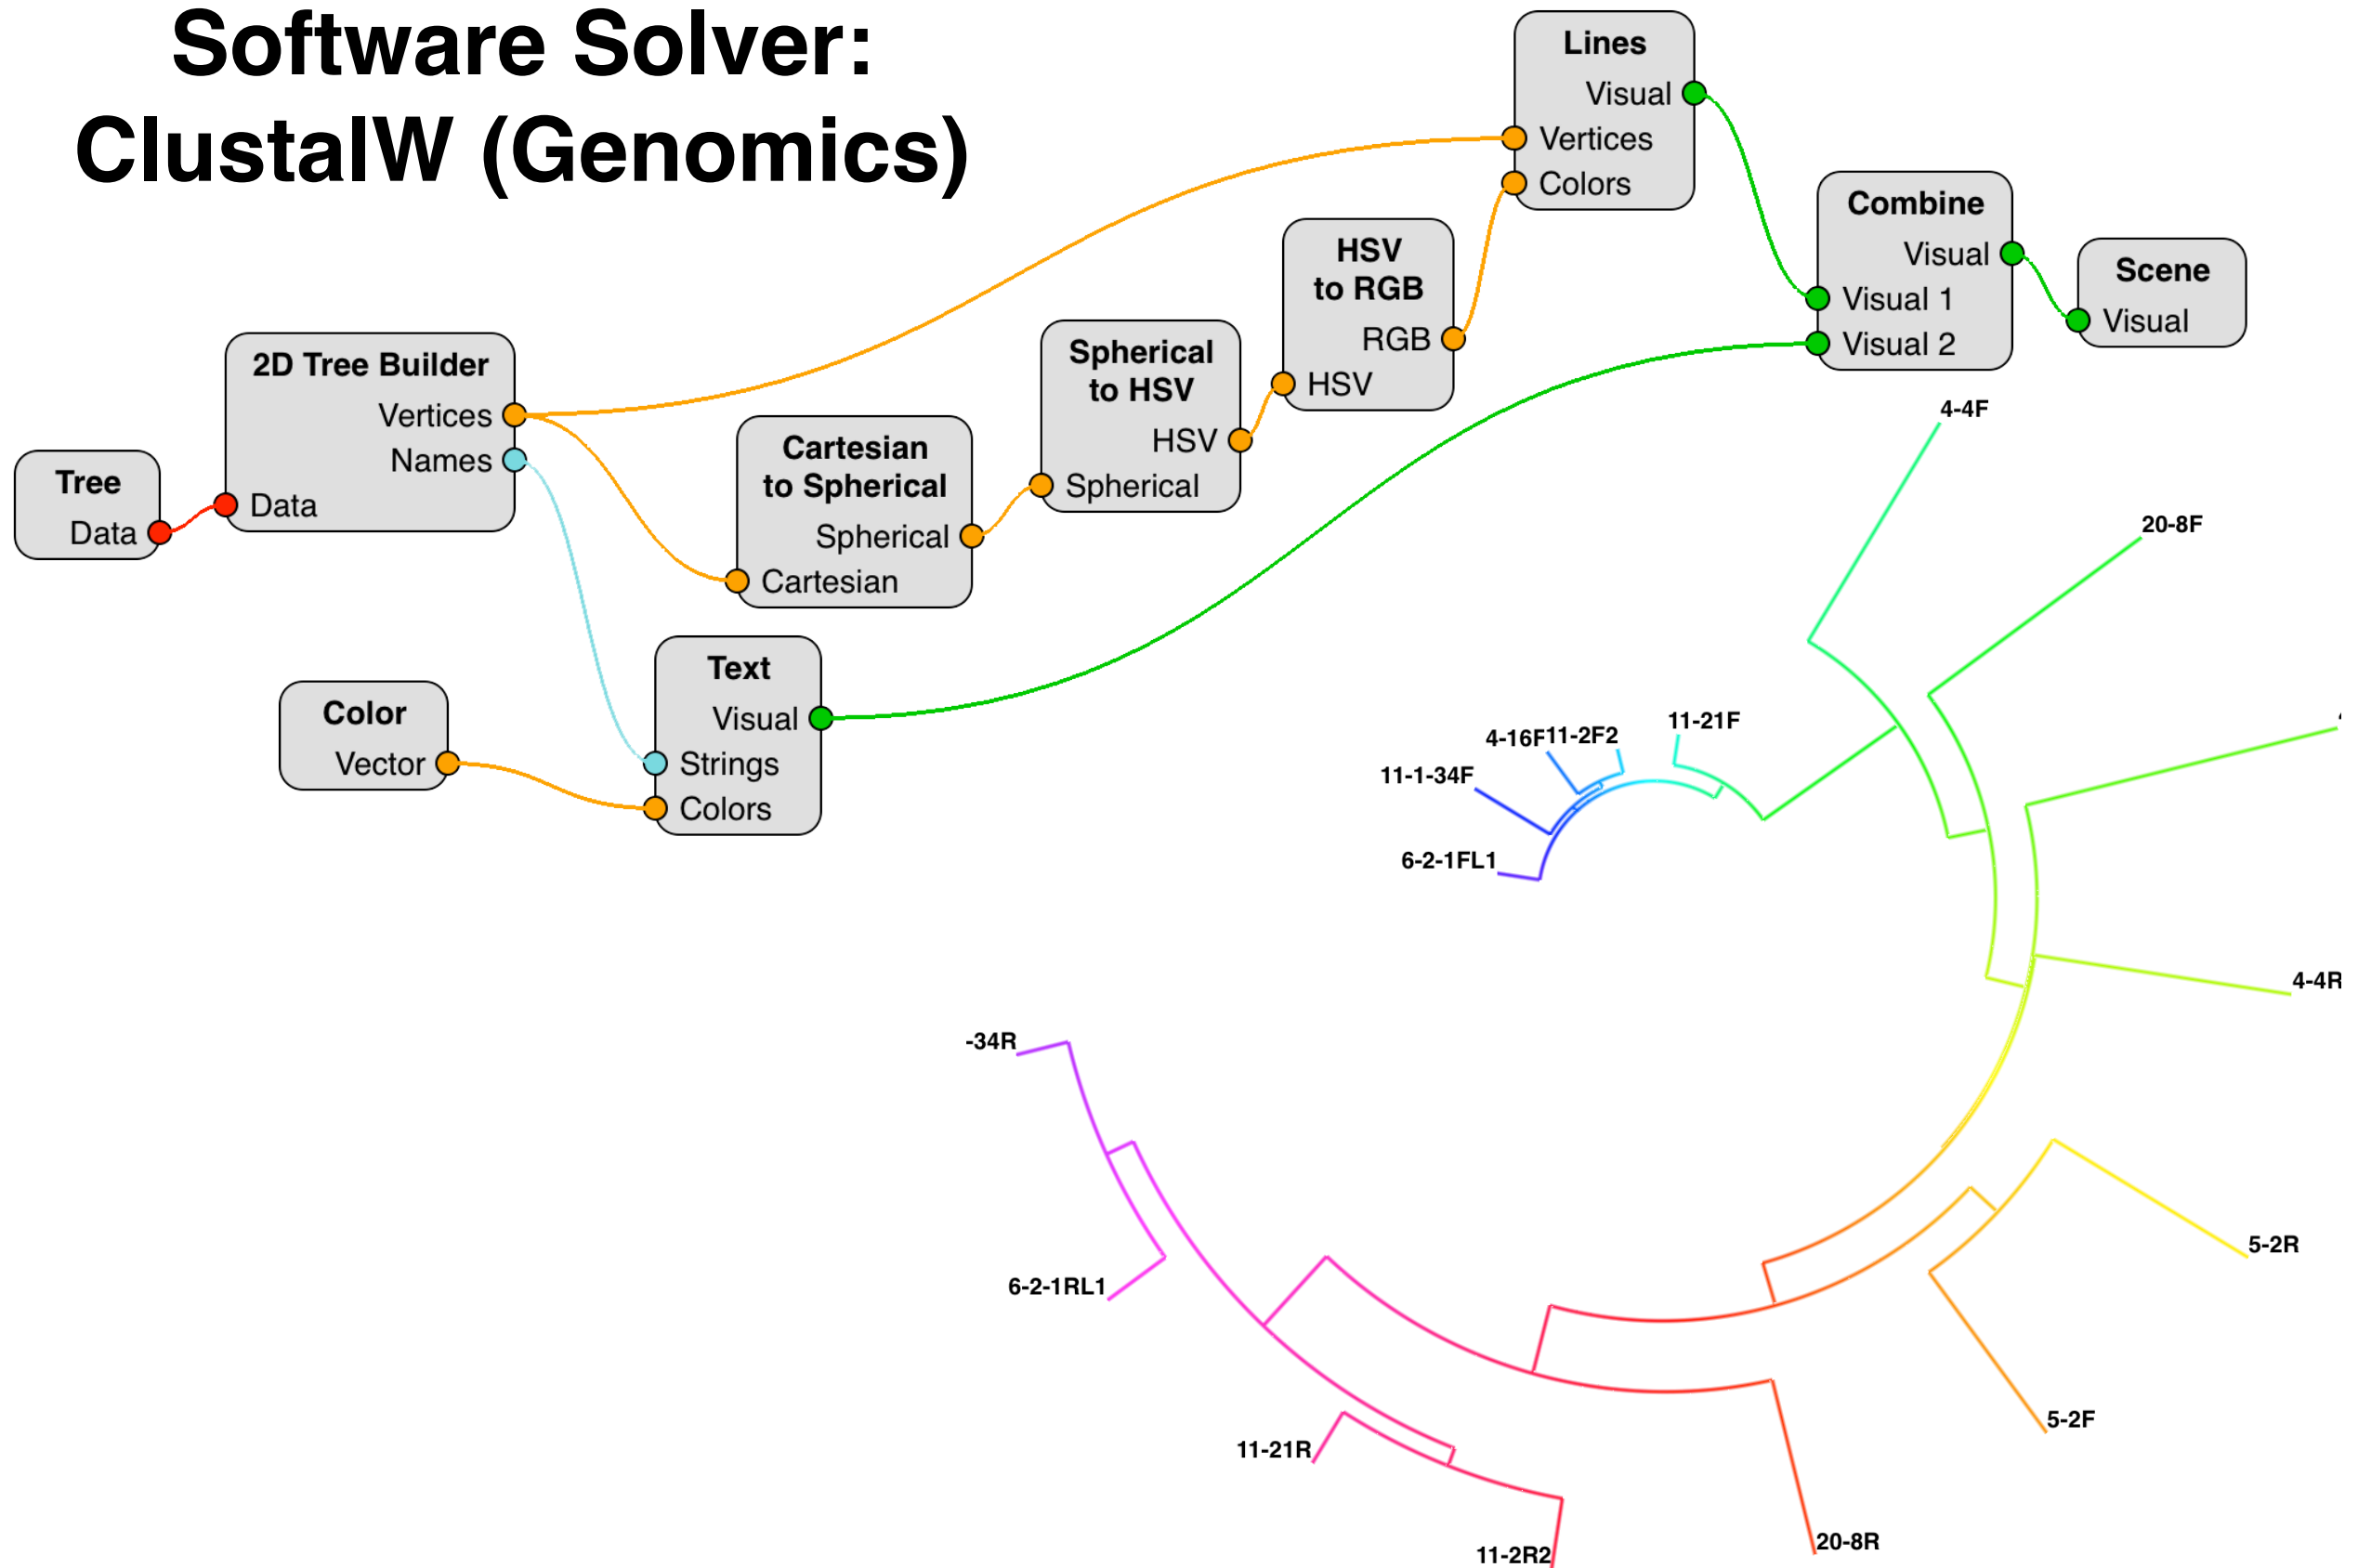 Software Solver:
ClustalW (Genomics)
Lines
Visual
Vertices
Colors
Combine
Visual
Visual 1
Visual 2
Scene
Visual
HSV
to RGB
RGB
HSV
Spherical
to HSV
HSV
Spherical
2D Tree Builder
Vertices
Names
Data
Tree
Data
Cartesian
to Spherical
Spherical
Cartesian
Text
Visual
Strings
Colors
Color
Vector
4-4F
20-8F
11-21F
4-16F
11-2F2
11-1-34F
6-2-1FL1
4-4R
-34R
5-2R
6-2-1RL1
5-2F
11-21R
20-8R
11-2R2